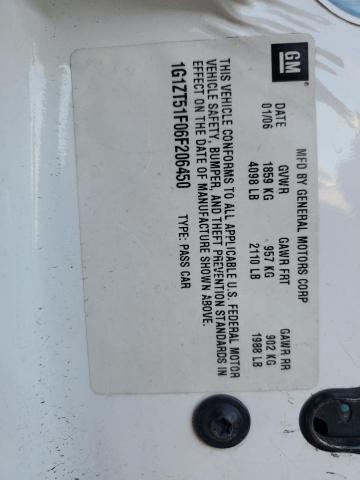 GM
MFD BY GENERAL MOTORS CORP
DATE GVWR GAWR FRT GAWR RR
01/06 1859 KG 957 KG 902 KG
4098 LB 2110 LB 1988 LB
THIS VEHICLE CONFORMS TO ALL APPLICABLE U.S. FEDERAL MOTOR
VEHICLE SAFETY, BUMPER, AND THEFT PREVENTION STANDARDS IN
EFFECT ON THE DATE OF MANUFACTURE SHOWN ABOVE.
1G1ZT51F06F206450 TYPE: PASS CAR